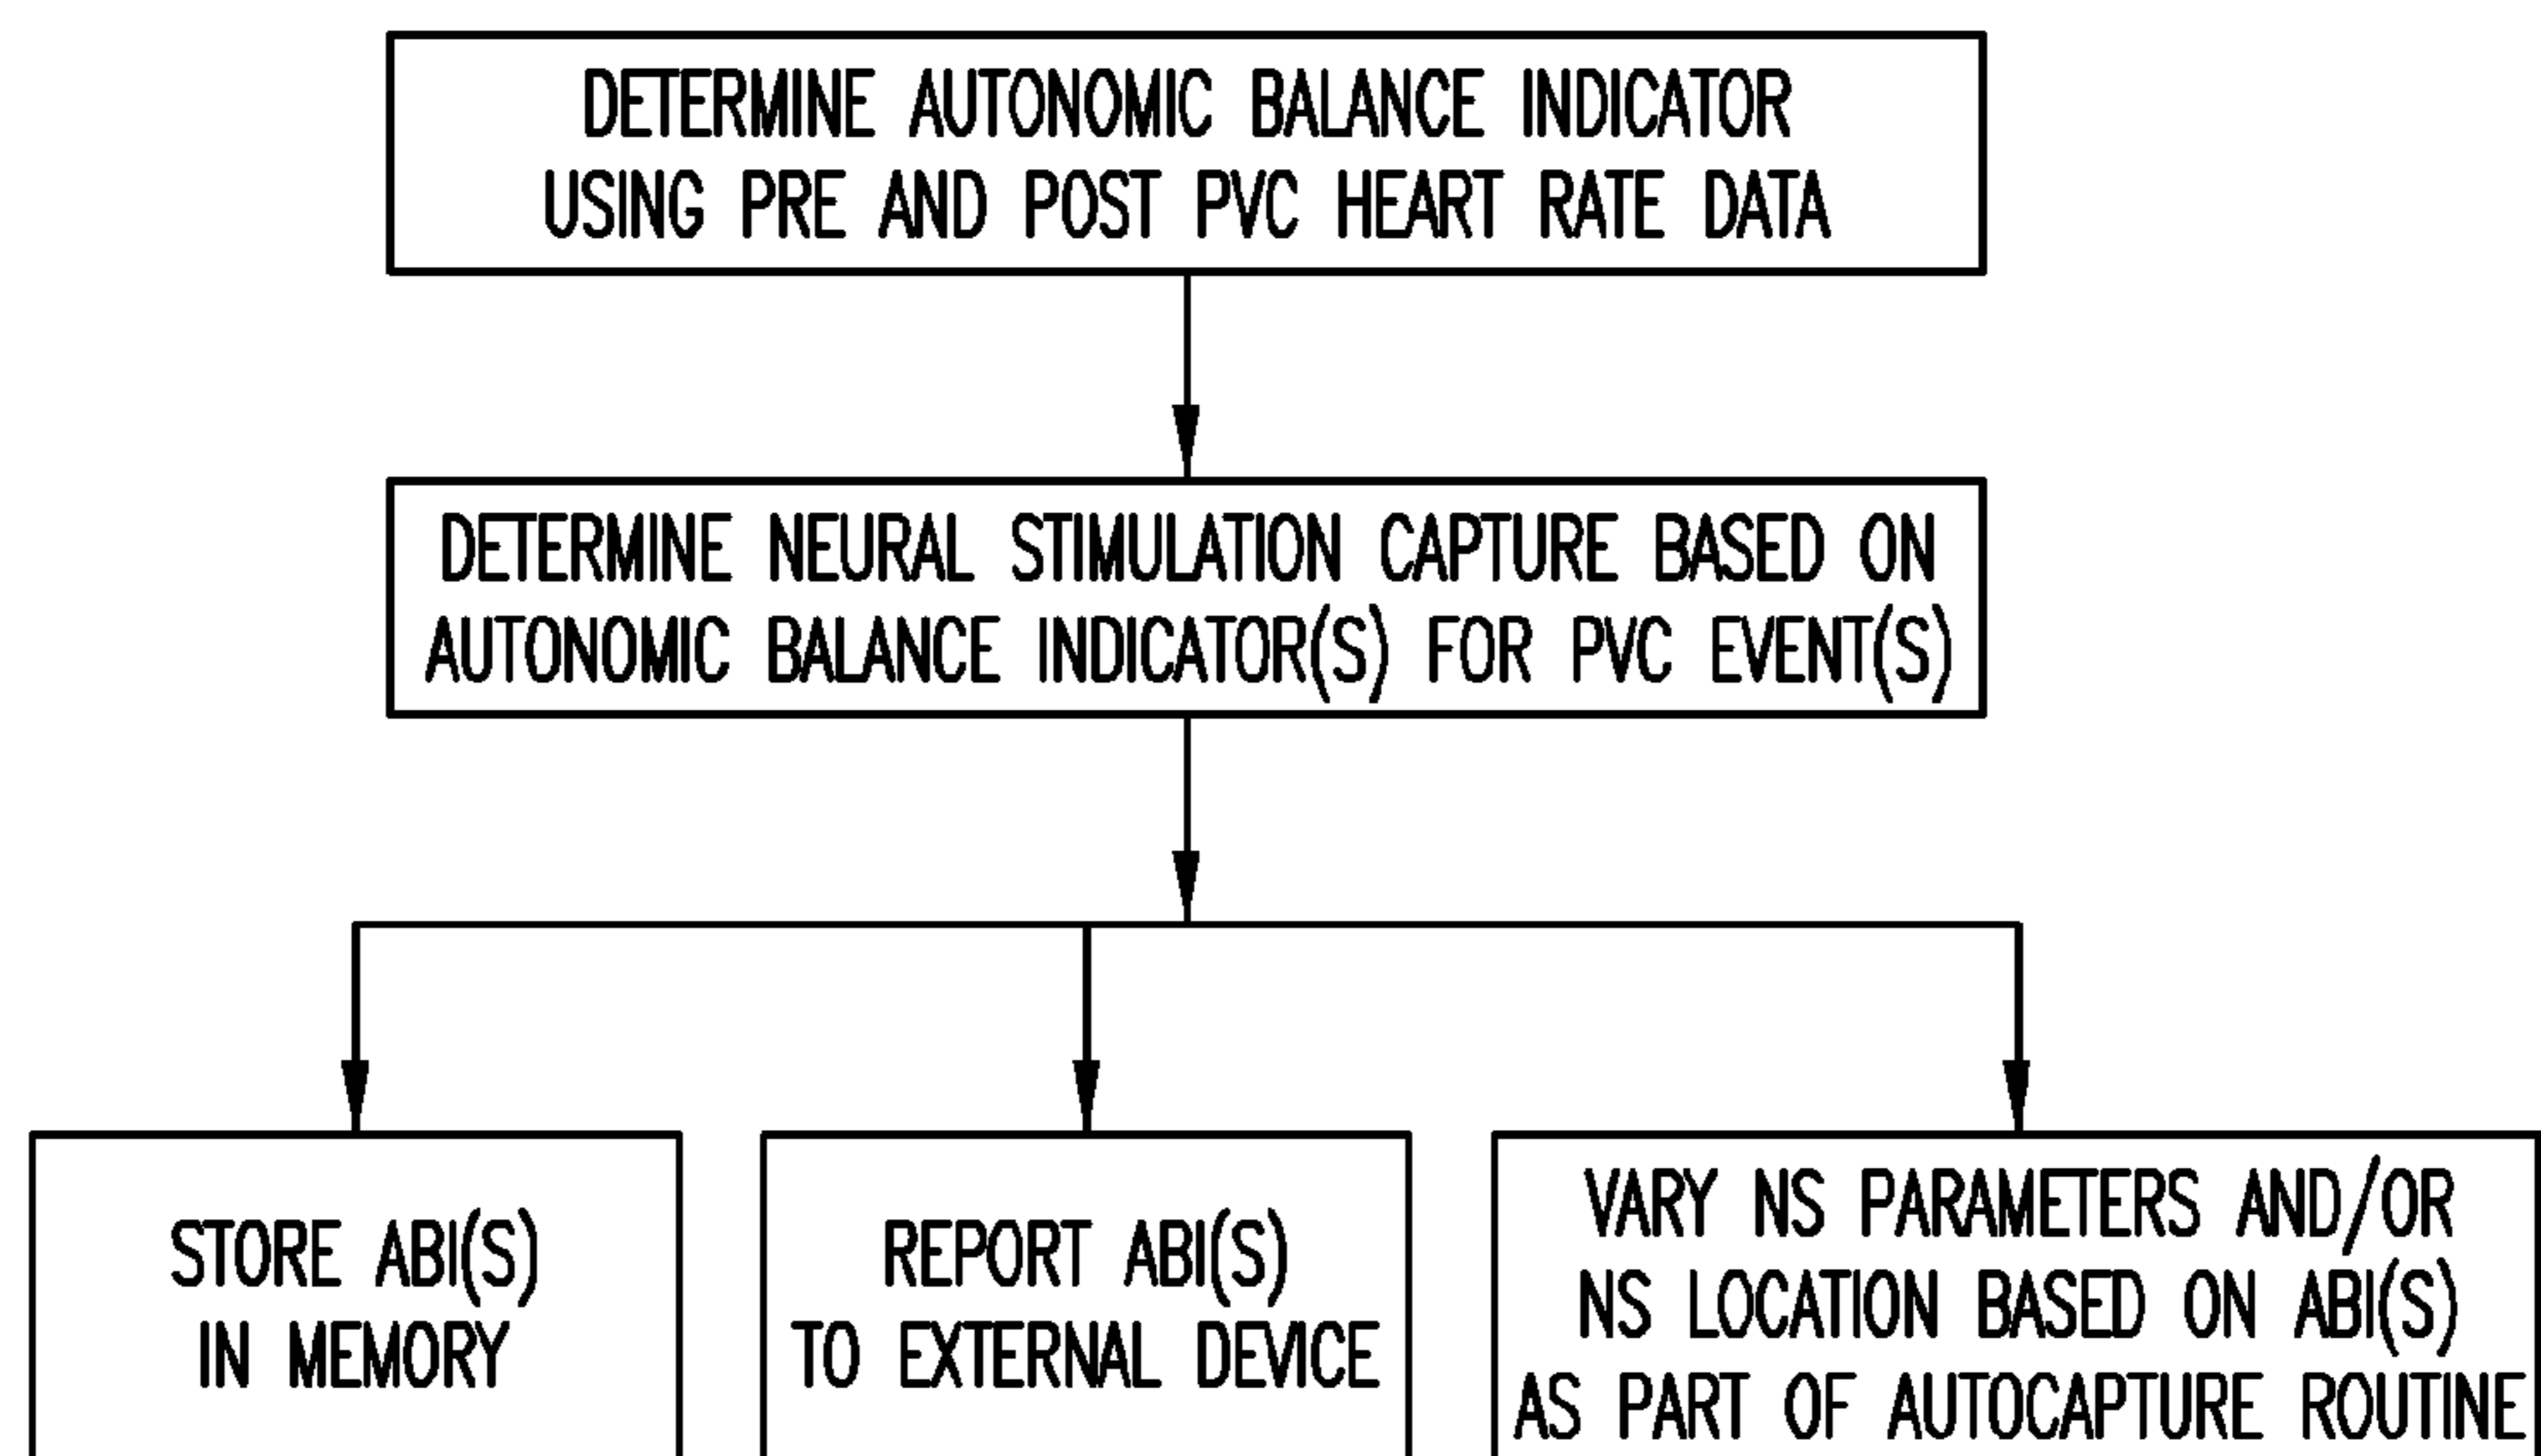 DETERMINE AUTONOMIC BALANCE INDICATOR
USING PRE AND POST PVC HEART RATE DATA
DETERMINE NEURAL STIMULATION CAPTURE BASED ON
AUTONOMIC BALANCE INDICATOR(S) FOR PVC EVENT(S)
STORE ABI(S)
IN MEMORY
REPORT ABI(S)
TO EXTERNAL DEVICE
VARY NS PARAMETERS AND/OR
NS LOCATION BASED ON ABI(S)
AS PART OF AUTOCAPTURE ROUTINE